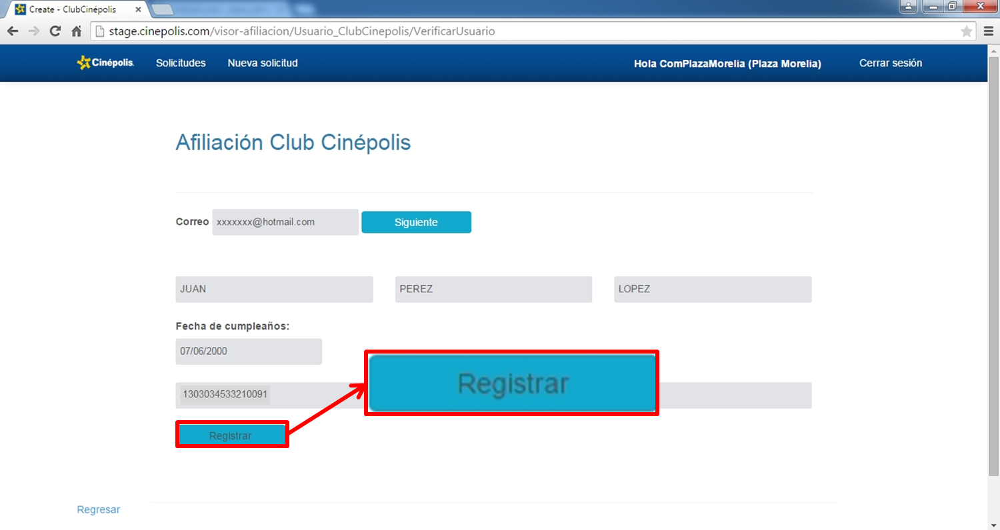 Create - ClubCinépolis
stage.cinepolis.com/visor-afiliacion/Usuario_ClubCinepolis/VerificarUsuario
Cinépolis. Solicitudes Nueva solicitud Hola ComPlazaMorelia (Plaza Morelia) Cerrar sesión
Afiliación Club Cinépolis
Correo xxxxxxx@hotmail.com Siguiente
JUAN PEREZ LOPEZ
Fecha de cumpleaños:
07/06/2000
Registrar
1303034533210091
Registrar
Regresar